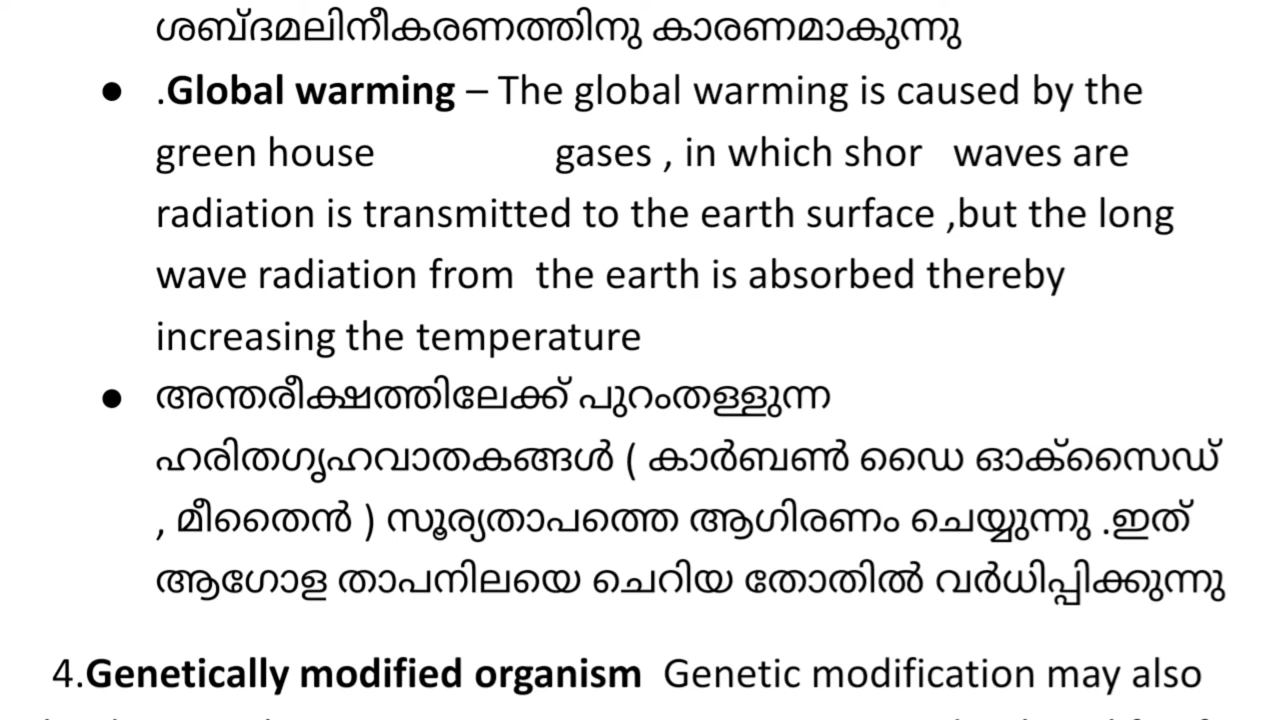 ശബ്ദമലിനീകരണത്തിനു കാരണമാകുന്നു
● .Global warming – The global warming is caused by the
green house gases , in which shor waves are
radiation is transmitted to the earth surface ,but the long
wave radiation from the earth is absorbed thereby
increasing the temperature
● അന്തരീക്ഷത്തിലേക്ക് പുറംതള്ളുന്ന
ഹരിതഗൃഹവാതകങ്ങൾ ( കാർബൺ ഡൈ ഓക്സൈഡ്
, മീതൈൻ ) സൂര്യതാപത്തെ ആഗിരണം ചെയ്യുന്നു .ഇത്
ആഗോള താപനിലയെ ചെറിയ തോതിൽ വർധിപ്പിക്കുന്നു
4.Genetically modified organism Genetic modification may also